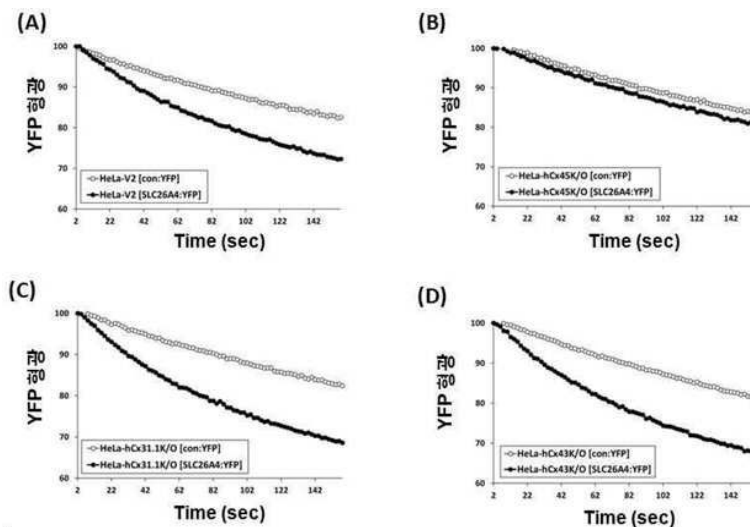 (A)
100
90
80
70
60
YFP 형광
HeLa-V2 [con:YFP]
HeLa-V2 [SLC26A4:YFP]
2 22 42 62 82 102 122 142
Time (sec)
(B)
100
90
80
70
60
YFP 형광
HeLa-hCx45K/O [con:YFP]
HeLa-hCx45K/O [SLC26A4:YFP]
2 22 42 62 82 102 122 142
Time (sec)
(C)
100
90
80
70
60
YFP 형광
HeLa-hCx31.1K/O [con:YFP]
HeLa-hCx31.1K/O [SLC26A4:YFP]
2 22 42 62 82 102 122 142
Time (sec)
(D)
100
90
80
70
60
YFP 형광
HeLa-hCx43K/O [con:YFP]
HeLa-hCx43K/O [SLC26A4:YFP]
2 22 42 62 82 102 122 142
Time (sec)